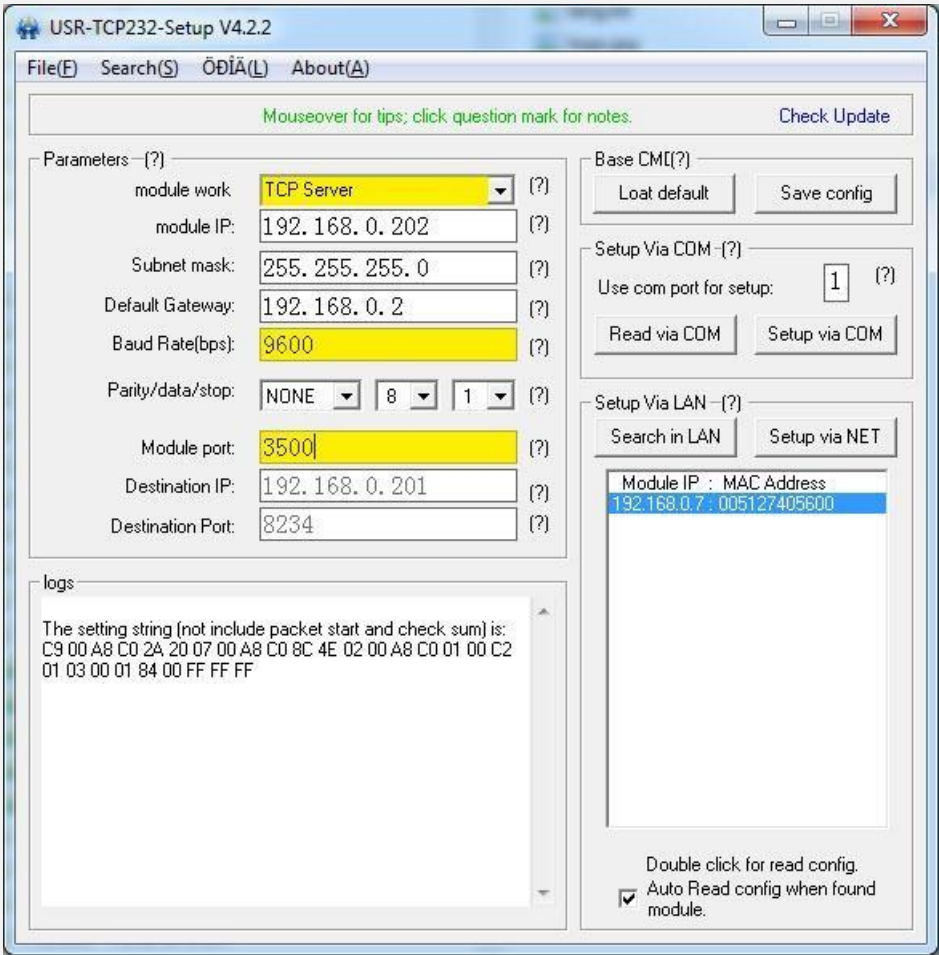 USR-TCP232-Setup V4.2.2
File(F) Search(S) ÖÐÎÄ(L) About(A)
Mouseover for tips; click question mark for notes. Check Update
Parameters (?)
module work TCP Server (?)
module IP: 192.168.0.202 (?)
Subnet mask: 255.255.255.0 (?)
Default Gateway: 192.168.0.2 (?)
Baud Rate(bps): 9600 (?)
Parity/data/stop: NONE 8 1 (?)
Module port: 3500 (?)
Destination IP: 192.168.0.201 (?)
Destination Port: 8234 (?)
logs
The setting string (not include packet start and check sum) is:
C9 00 A8 C0 2A 20 07 00 A8 C0 8C 4E 02 00 A8 C0 01 00 C2
01 03 00 01 84 00 FF FF FF
Base CMD(?)
Loat default Save config
Setup Via COM (?)
Use com port for setup: 1 (?)
Read via COM Setup via COM
Setup Via LAN (?)
Search in LAN Setup via NET
Module IP : MAC Address
192.168.0.7 : 005127405600
Double click for read config.
Auto Read config when found
module.